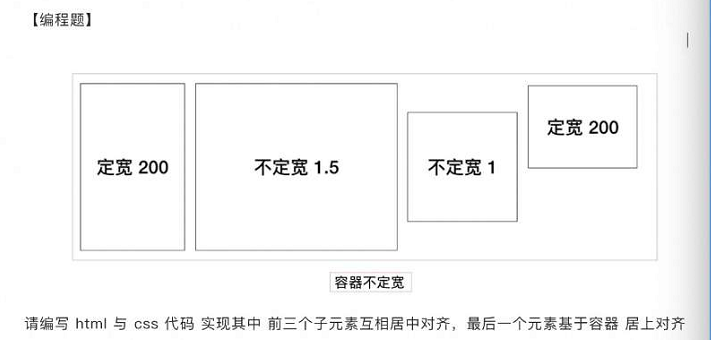 【编程题】
定宽 200
不定宽 1.5
不定宽 1
定宽 200
容器不定宽
请编写 html 与 css 代码 实现其中 前三个子元素互相居中对齐，最后一个元素基于容器 居上对齐